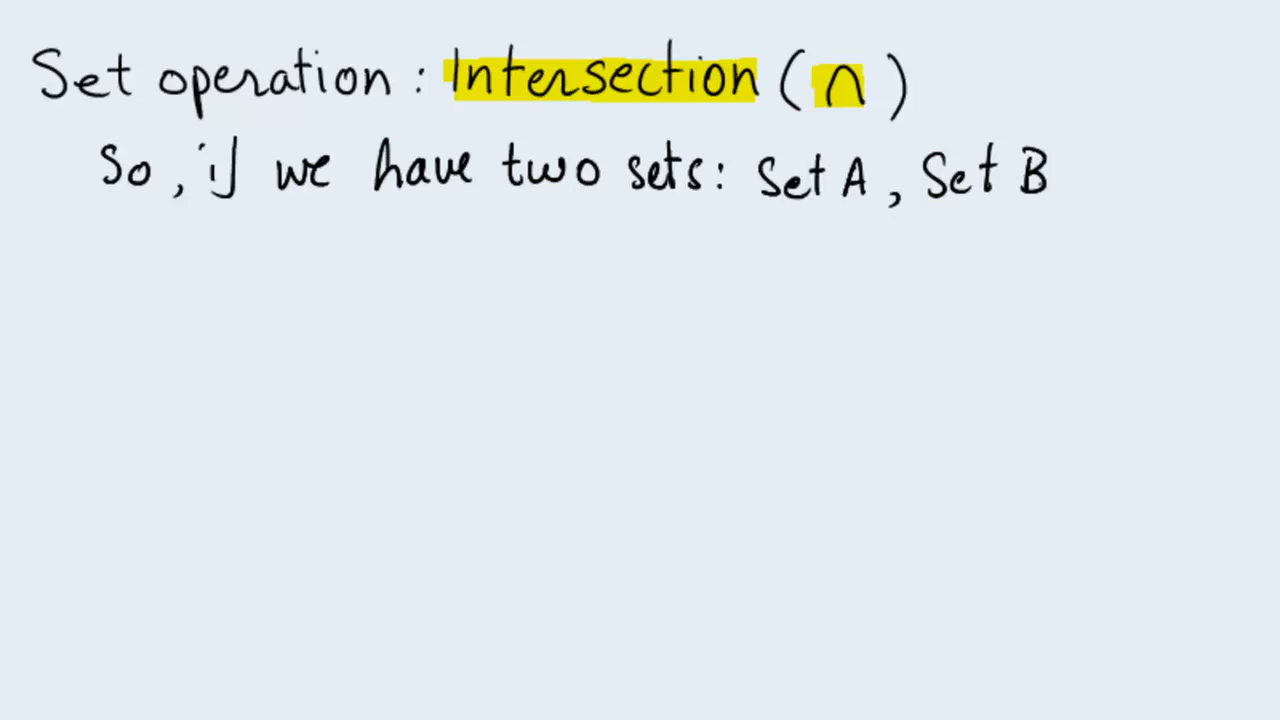 Set operation : Intersection (∩)
So, if we have two sets: Set A, Set B